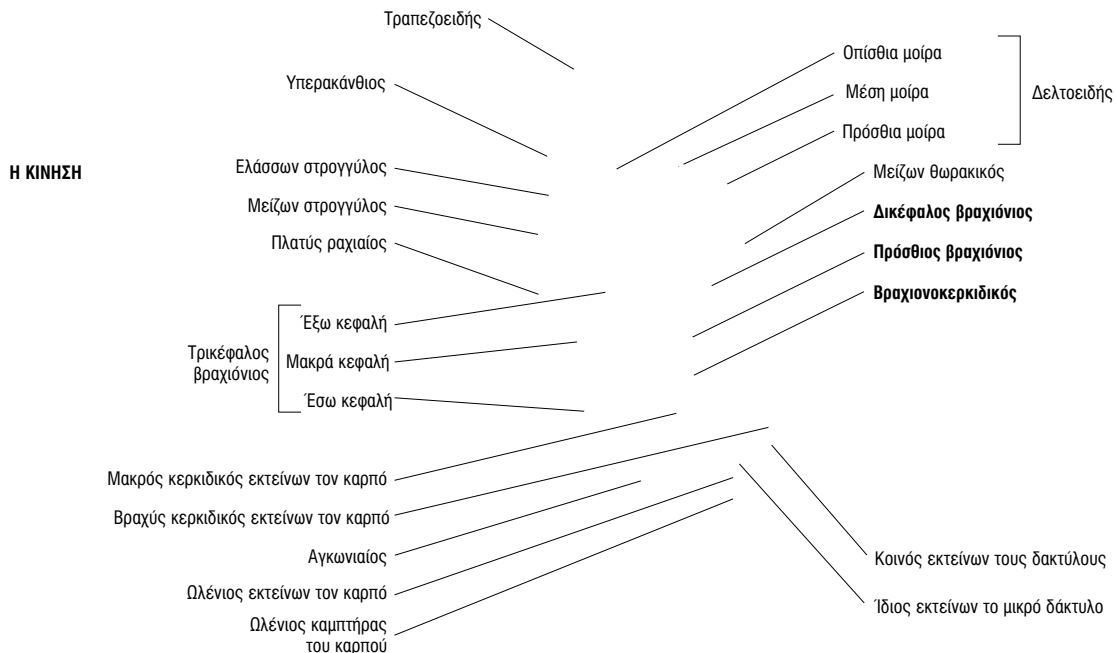 Τραπεζοειδής
Υπερακάνθιος
Η ΚΙΝΗΣΗ
Ελάσσων στρογγύλος
Μείζων στρογγύλος
Πλατύς ραχιαίος
Έξω κεφαλή
Τρικέφαλος
βραχιόνιος
Μακρά κεφαλή
Έσω κεφαλή
Μακρός κερκιδικός εκτείνων τον καρπό
Βραχύς κερκιδικός εκτείνων τον καρπό
Αγκωνιαίος
Ωλένιος εκτείνων τον καρπό
Ωλένιος καμπτήρας
του καρπού
Οπίσθια μοίρα
Μέση μοίρα
Δελτοειδής
Πρόσθια μοίρα
Μείζων θωρακικός
Δικέφαλος βραχιόνιος
Πρόσθιος βραχιόνιος
Βραχιονοκερκιδικός
Κοινός εκτείνων τους δακτύλους
Ίδιος εκτείνων το μικρό δάκτυλο